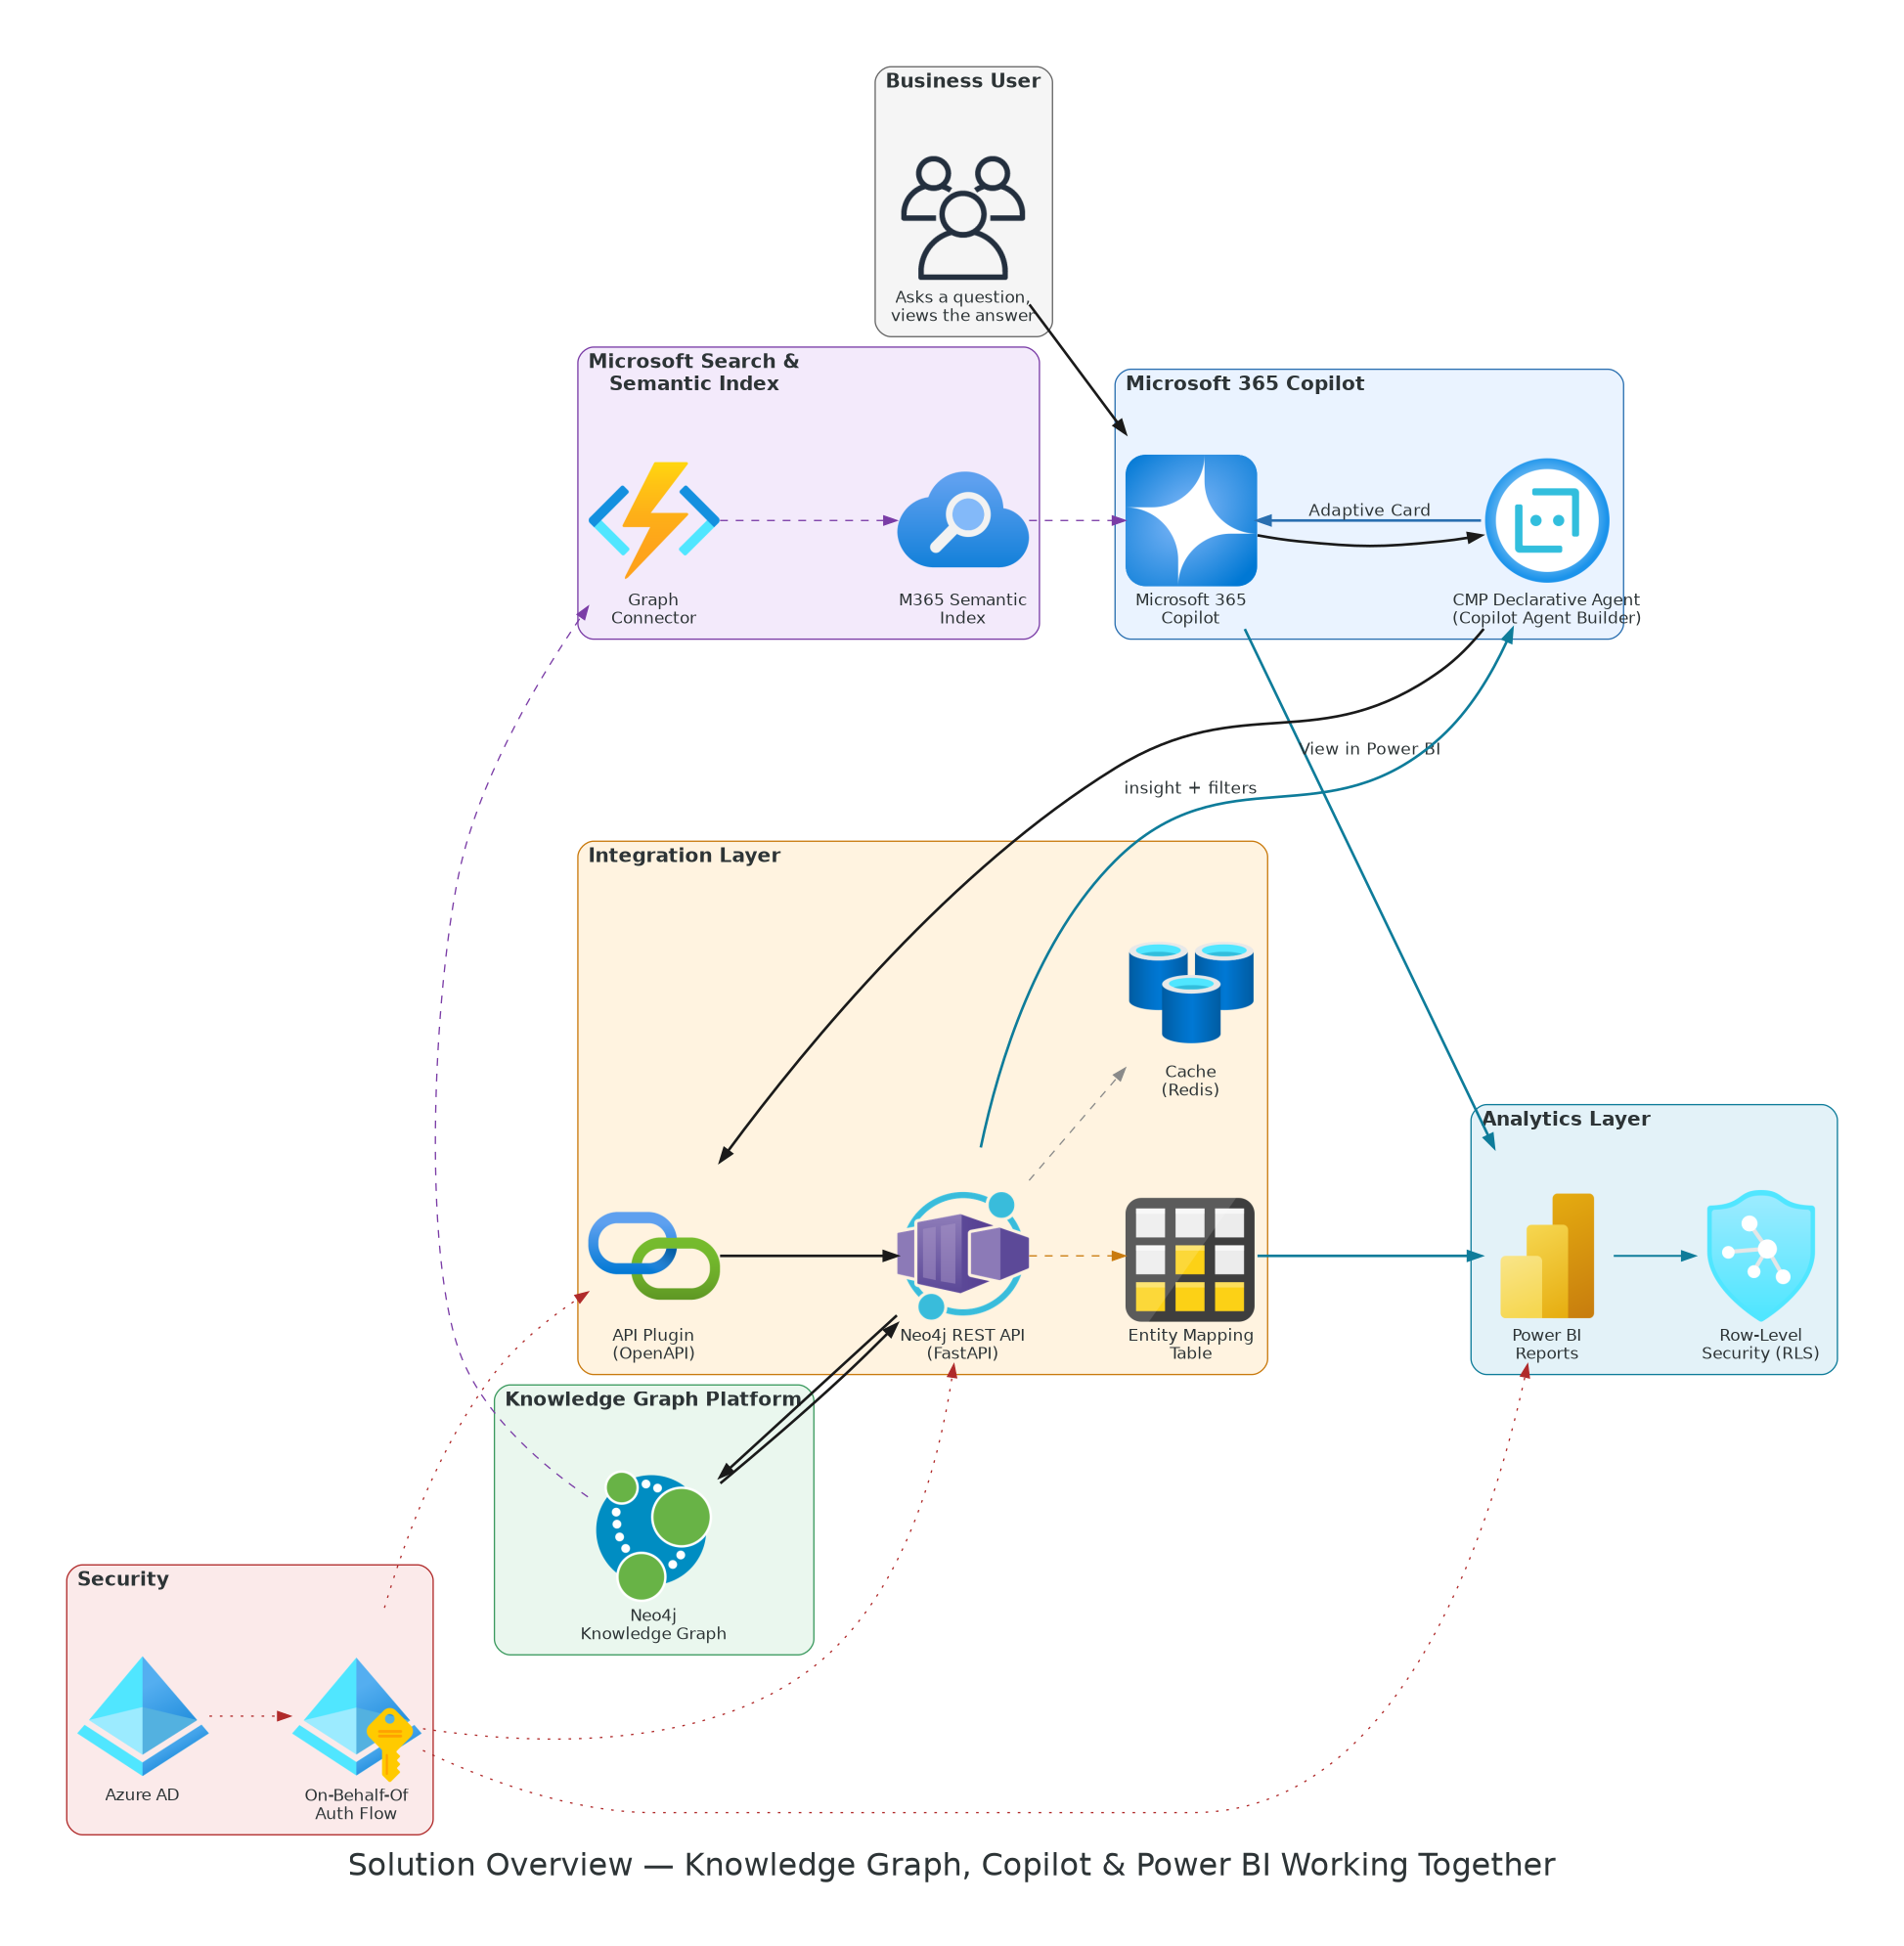 Business User
Asks a question,
views the answer
Microsoft Search &
Semantic Index
Graph
Connector
M365 Semantic
Index
Microsoft 365 Copilot
Microsoft 365
Copilot
Adaptive Card
CMP Declarative Agent
(Copilot Agent Builder)
View in Power BI
insight + filters
Integration Layer
Cache
(Redis)
API Plugin
(OpenAPI)
Neo4j REST API
(FastAPI)
Entity Mapping
Table
Analytics Layer
Power BI
Reports
Row-Level
Security (RLS)
Knowledge Graph Platform
Neo4j
Knowledge Graph
Security
Azure AD
On-Behalf-Of
Auth Flow
Solution Overview — Knowledge Graph, Copilot & Power BI Working Together